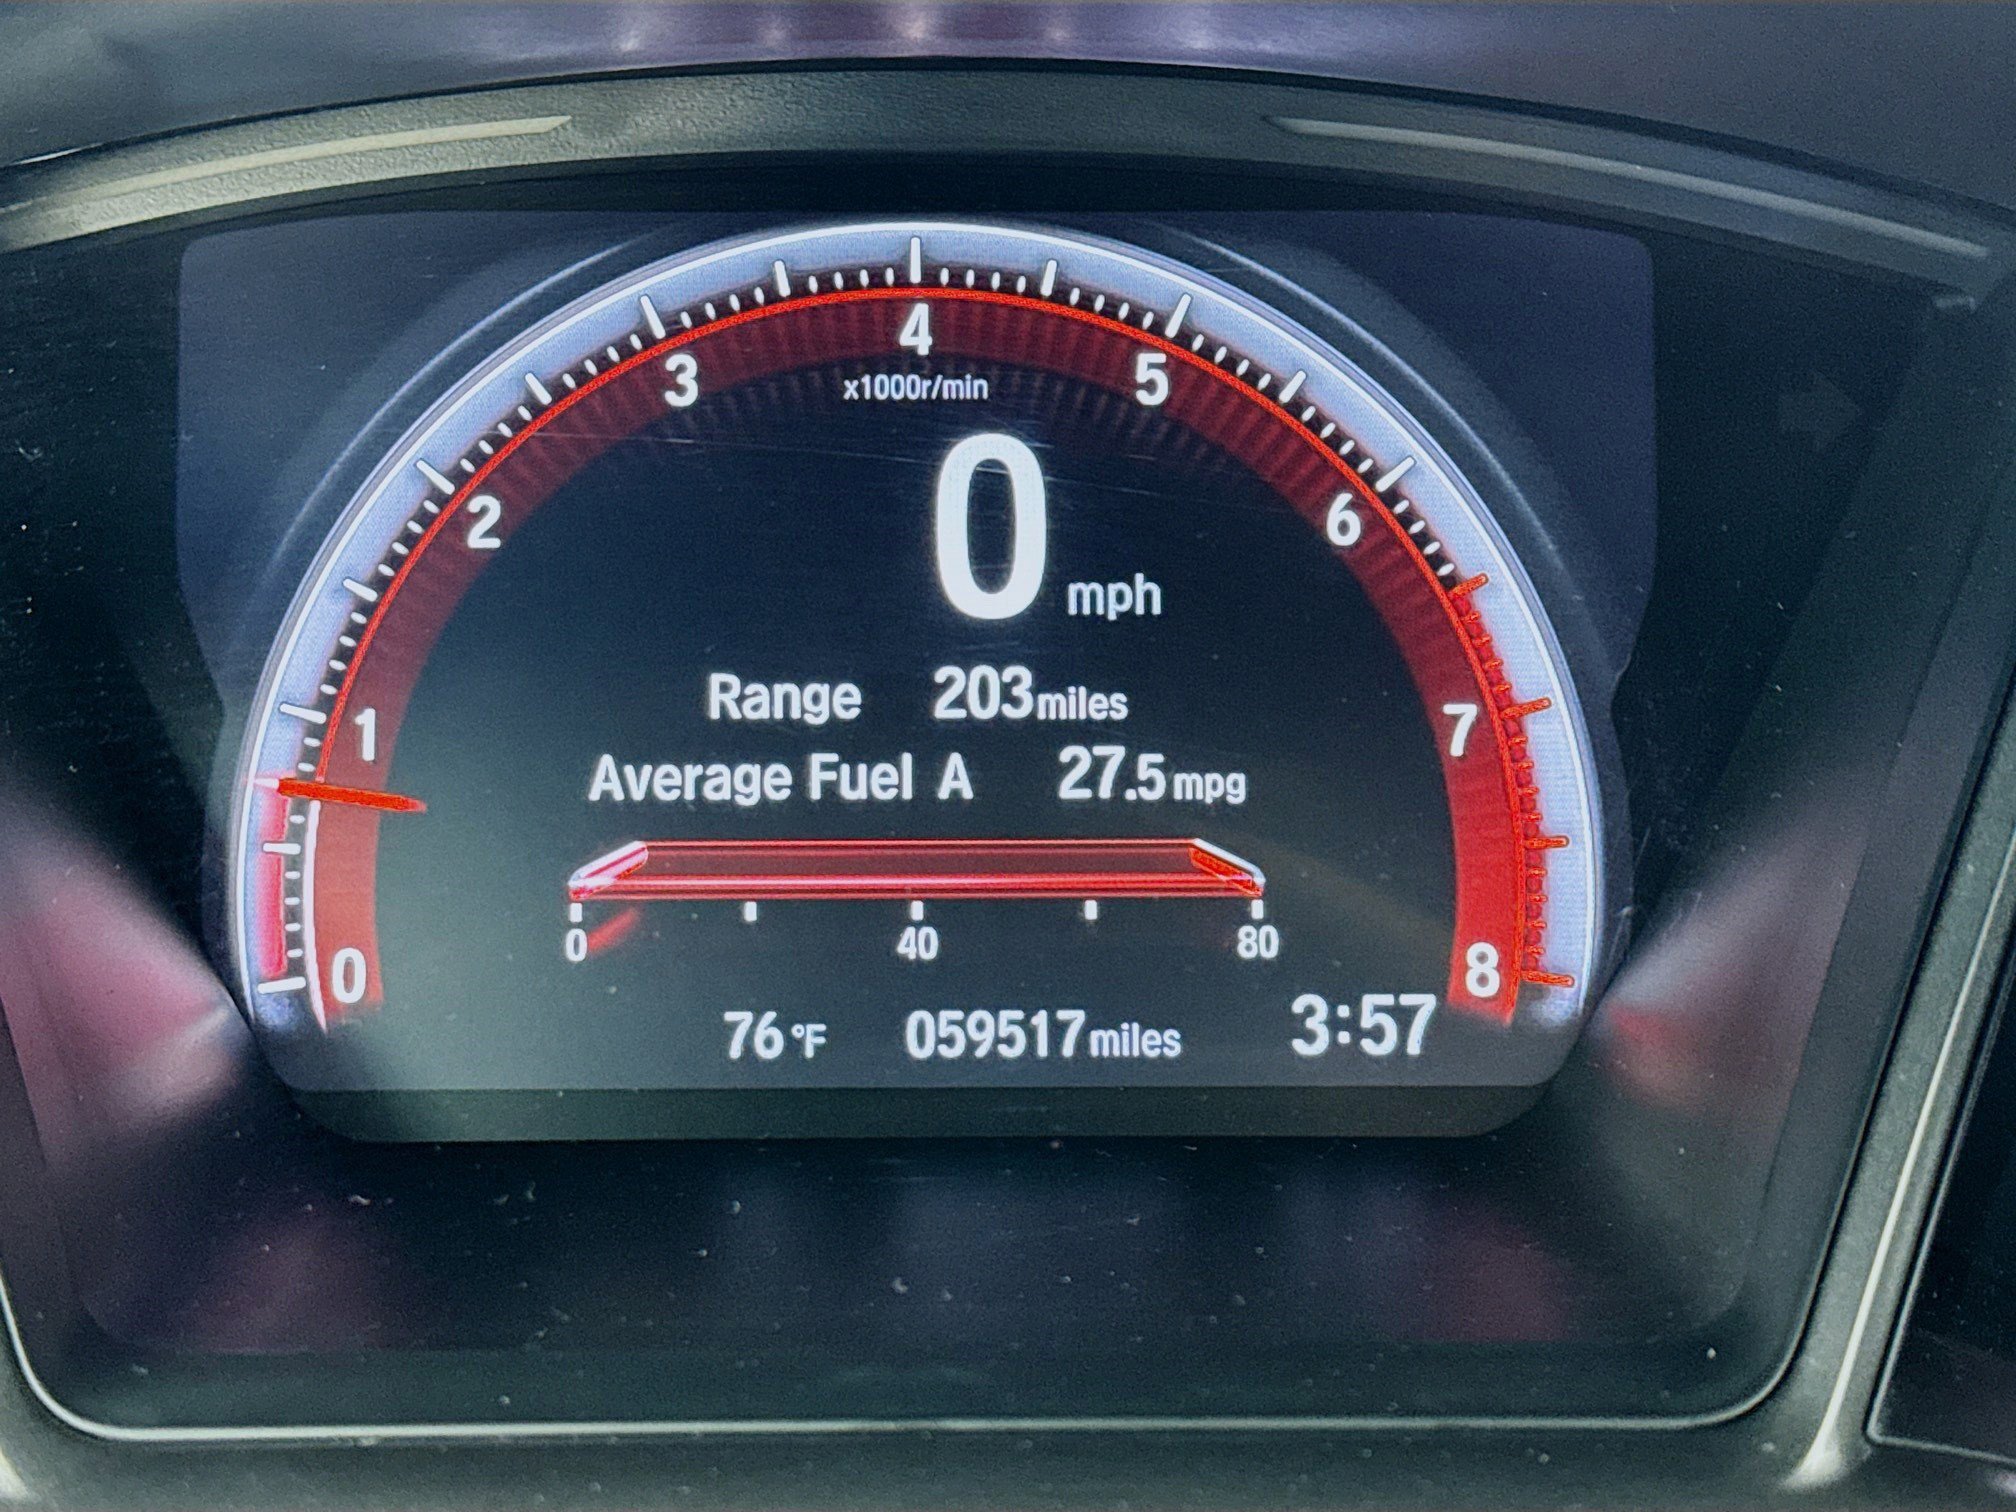 4
3
5
x1000r/min
2
6
0 mph
Range 203miles
1
7
Average Fuel A 27.5mpg
0 40 80
0
8
76°F 059517miles 3:57